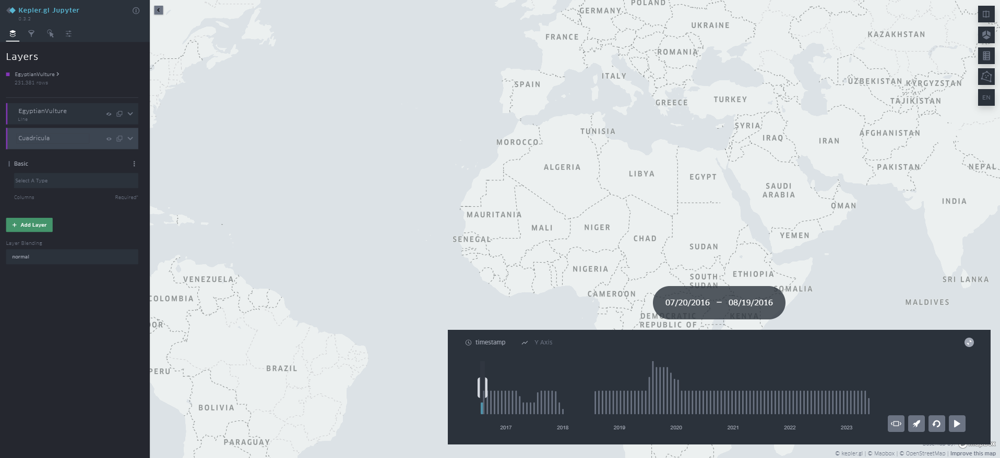 Kepler.gl Jupyter
0.3.2
Layers
EgyptianVulture
231,381 rows
EgyptianVulture
Line
Cuadricula
Basic
Select A Type
Columns
Required*
+ Add Layer
Layer Blending
normal
POLAND
GERMANY
UKRAINE
FRANCE
KAZAKHSTAN
ROMANIA
ITALY
SPAIN
UZBEKISTAN
KYRGYZSTAN
GREECE
TURKEY
TAJIKISTAN
TUNISIA
SYRIA
AFGHANISTAN
MOROCCO
IRAQ
IRAN
ALGERIA
LIBYA
EGYPT
PAKISTAN
NEPAL
SAUDI
ARABIA
INDIA
OMAN
MAURITANIA
MALI
NIGER
CHAD
SENEGAL
YEMEN
SUDAN
NIGERIA
SOUTH
SUDAN
ETHIOPIA
VENEZUELA
SRI LANKA
SOMALIA
CAMEROON
COLOMBIA
MALDIVES
07/20/2016 – 08/19/2016
DEMOCRATIC
REPUBLIC OF
KENYA
DOR
PERU
BRAZIL
BOLIVIA
PARAGUAY
EN
timestamp
Y Axis
2017
2018
2019
2020
2021
2022
2023
Basemap by:
mapbox
© kepler.gl | © Mapbox | © OpenStreetMap | Improve this map